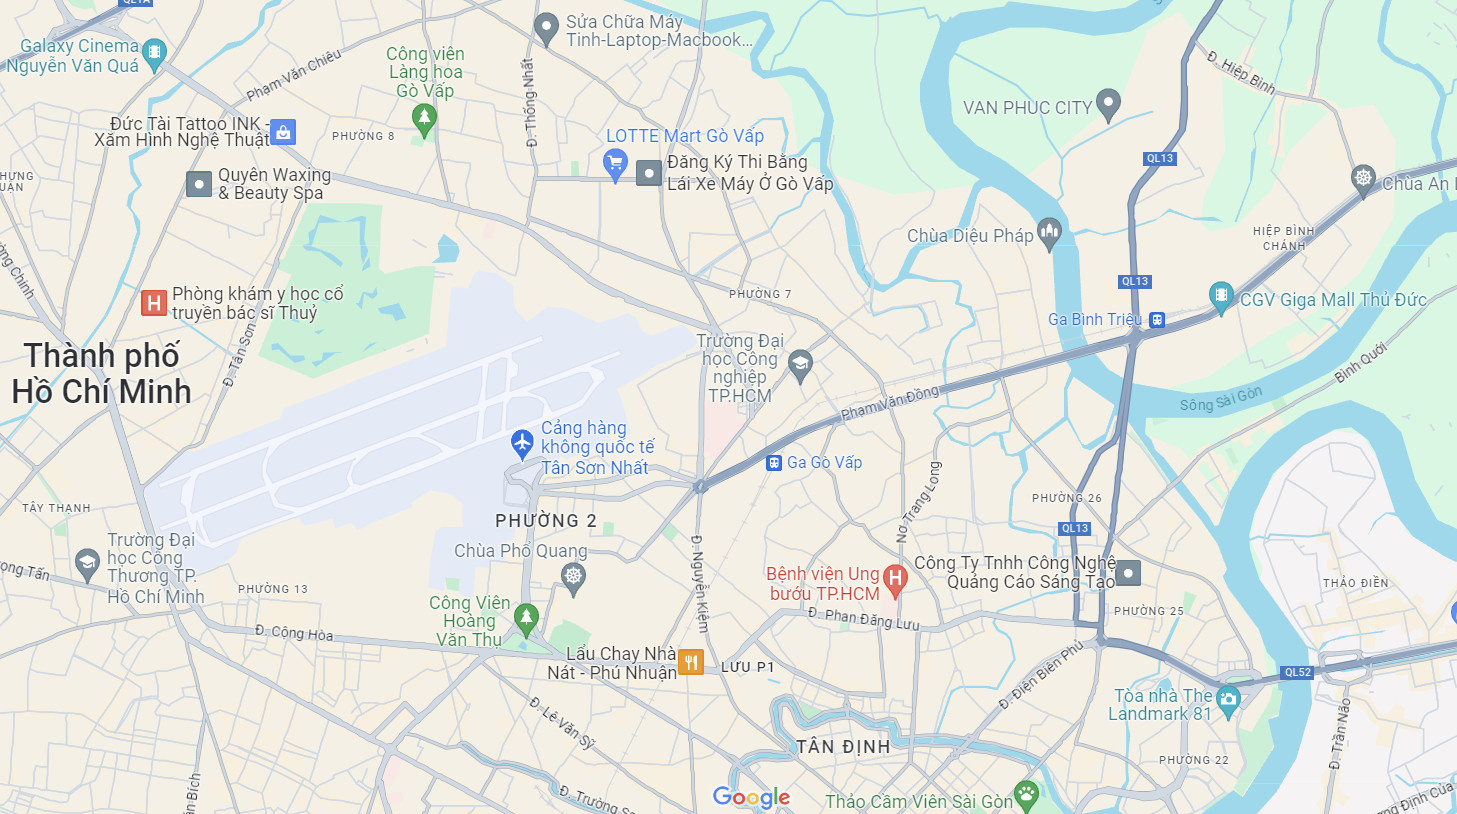 QL1A
Galaxy Cinema
Nguyễn Văn Quá
Phạm Văn Chiêu
Công viên
Làng hoa
Gò Vấp
Sửa Chữa Máy
Tinh-Laptop-Macbook...
Đ. Thống Nhất
Đ. Hiệp Bình
VAN PHUC CITY
Đức Tài Tattoo INK -
Xăm Hình Nghệ Thuật
PHƯỜNG 8
LOTTE Mart Gò Vấp
Đăng Ký Thi Bằng
Lái Xe Máy Ở Gò Vấp
QL13
Quyên Waxing
& Beauty Spa
Chùa An
Chùa Diệu Pháp
HIỆP BÌNH
CHÁNH
QL13
Phòng khám y học cổ
truyền bác sĩ Thuỷ
PHƯỜNG 7
CGV Giga Mall Thủ Đức
Ga Bình Triệu
Thành phố
Hồ Chí Minh
Đ. Tân Sơn
Trường Đại
học Công
nghiệp
TP.HCM
Bình Quới
Phạm Văn Đồng
Sông Sài Gòn
Cảng hàng
không quốc tế
Tân Sơn Nhất
Ga Gò Vấp
Nơ Trang Long
PHƯỜNG 26
TÂY THẠNH
PHƯỜNG 2
QL13
Trường Đại
học Công
Thương TP.
Hồ Chí Minh
Chùa Phổ Quang
Đ. Nguyễn Kiệm
Bệnh viện Ung
bướu TP.HCM
Công Ty Tnhh Công Nghệ
Quảng Cáo Sáng Tạo
THẢO ĐIỀN
PHƯỜNG 13
Công Viên
Hoàng
Văn Thụ
Đ. Phan Đăng Lưu
PHƯỜNG 25
Đ. Cộng Hòa
Lẩu Chay Nhà
Nát - Phú Nhuận
LƯU P1
Đ. Điện Biên Phủ
QL52
Đ. Lê Văn Sỹ
Tòa nhà The
Landmark 81
Đ. Trần Não
TÂN ĐỊNH
PHƯỜNG 22
Đ. Trường Sa
Google
Thảo Cầm Viên Sài Gòn